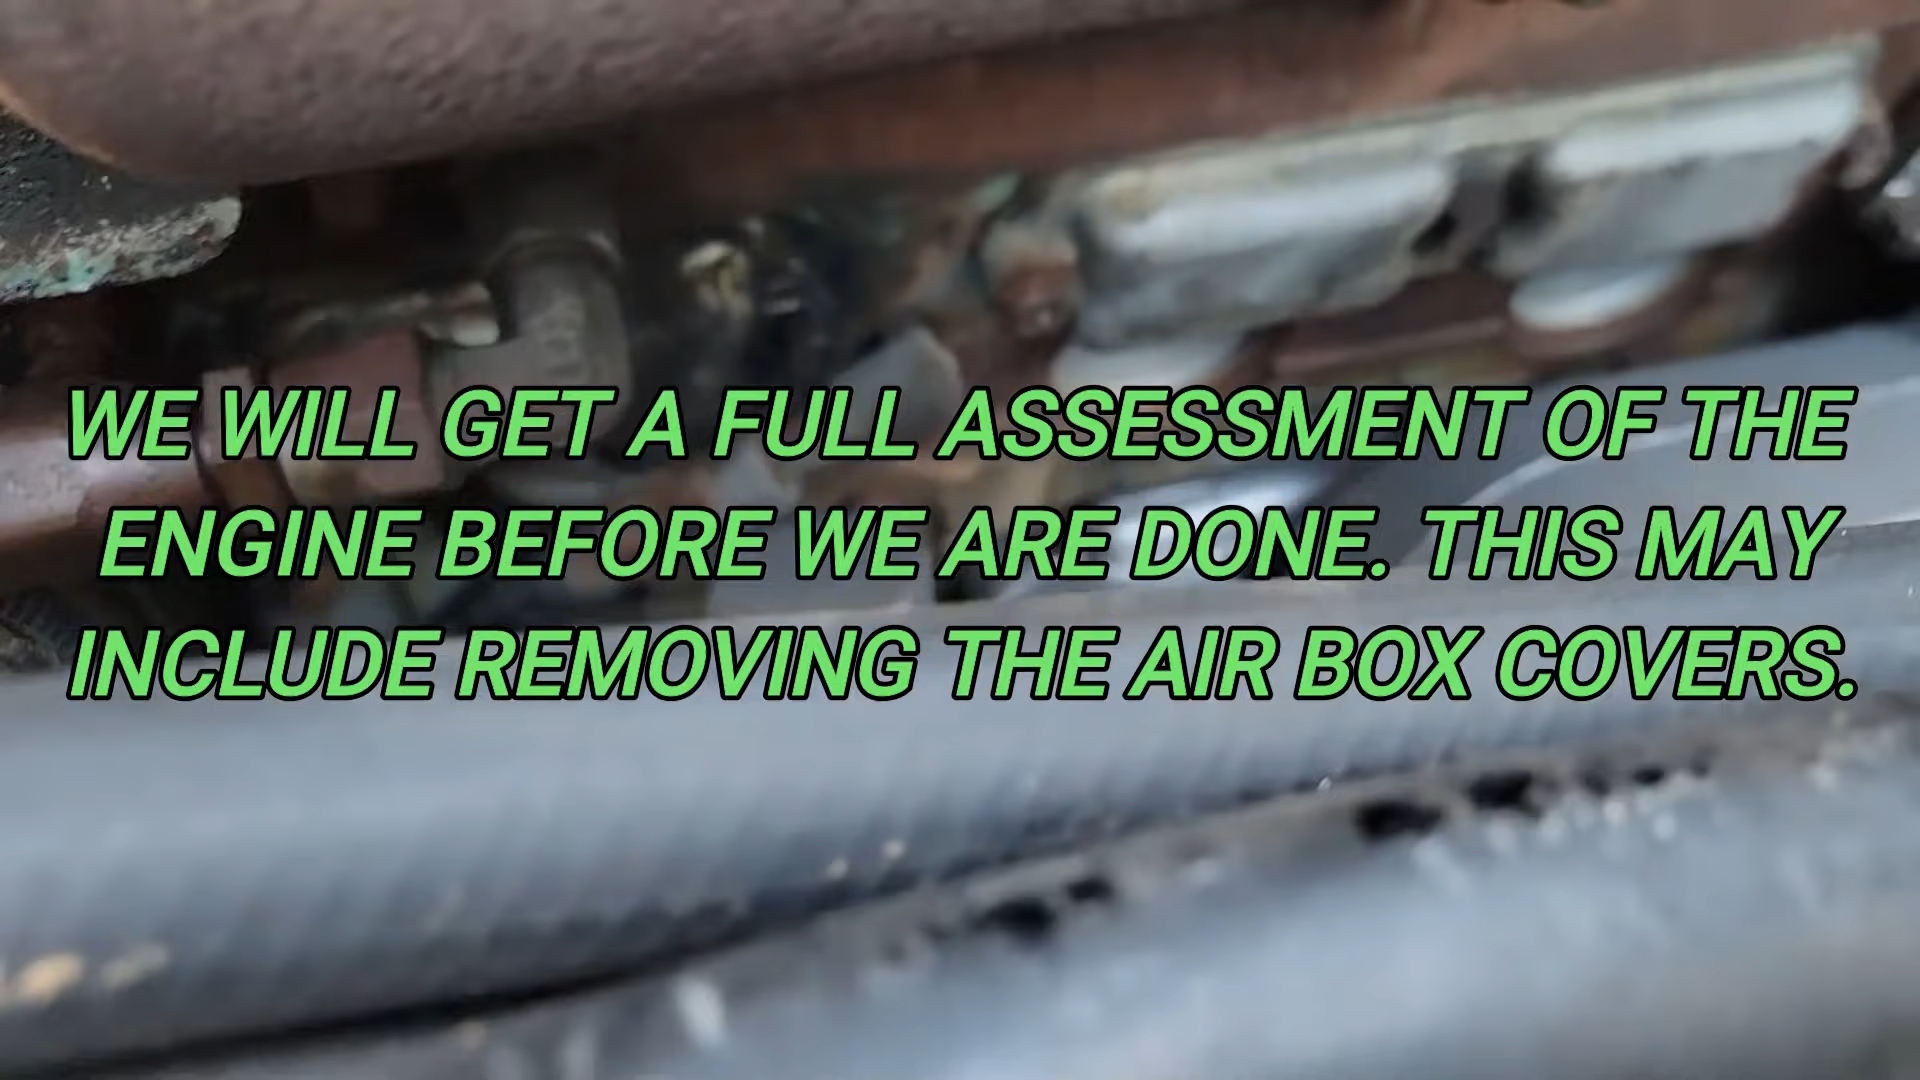 WE WILL GET A FULL ASSESSMENT OF THE
ENGINE BEFORE WE ARE DONE. THIS MAY
INCLUDE REMOVING THE AIR BOX COVERS.